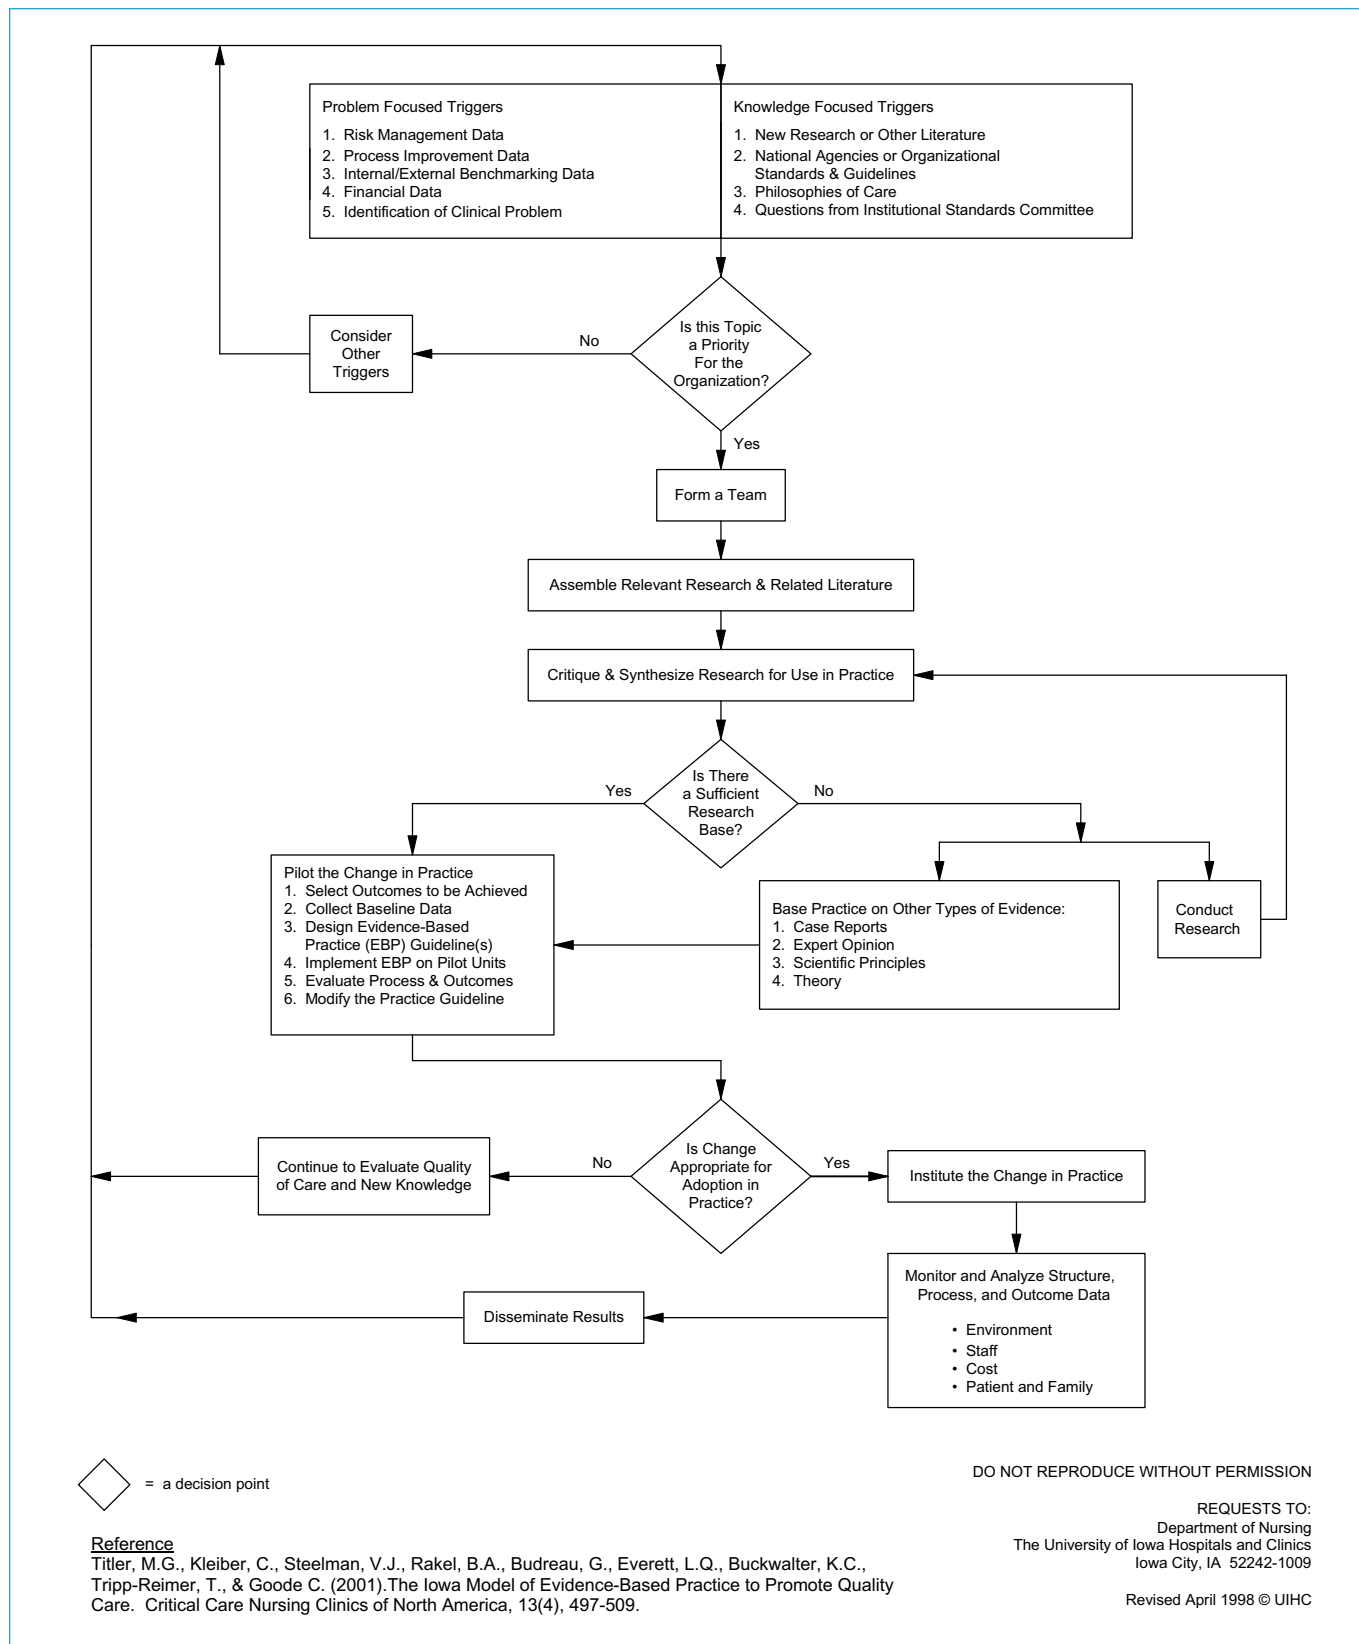 Problem Focused Triggers
1. Risk Management Data
2. Process Improvement Data
3. Internal/External Benchmarking Data
4. Financial Data
5. Identification of Clinical Problem
Knowledge Focused Triggers
1. New Research or Other Literature
2. National Agencies or Organizational
Standards & Guidelines
3. Philosophies of Care
4. Questions from Institutional Standards Committee
Consider
Other
Triggers
No
Is this Topic
a Priority
For the
Organization?
Yes
Form a Team
Assemble Relevant Research & Related Literature
Critique & Synthesize Research for Use in Practice
Yes
Is There
a Sufficient
Research
Base?
No
Pilot the Change in Practice
1. Select Outcomes to be Achieved
2. Collect Baseline Data
3. Design Evidence-Based
Practice (EBP) Guideline(s)
4. Implement EBP on Pilot Units
5. Evaluate Process & Outcomes
6. Modify the Practice Guideline
Base Practice on Other Types of Evidence:
1. Case Reports
2. Expert Opinion
3. Scientific Principles
4. Theory
Conduct
Research
Continue to Evaluate Quality
of Care and New Knowledge
No
Is Change
Appropriate for
Adoption in
Practice?
Yes
Institute the Change in Practice
Monitor and Analyze Structure,
Process, and Outcome Data
• Environment
• Staff
• Cost
• Patient and Family
Disseminate Results
= a decision point
DO NOT REPRODUCE WITHOUT PERMISSION
REQUESTS TO:
Department of Nursing
The University of Iowa Hospitals and Clinics
Iowa City, IA 52242-1009
Revised April 1998 © UIHC
Reference
Titler, M.G., Kleiber, C., Steelman, V.J., Rakel, B.A., Budreau, G., Everett, L.Q., Buckwalter, K.C.,
Tripp-Reimer, T., & Goode C. (2001).The Iowa Model of Evidence-Based Practice to Promote Quality
Care. Critical Care Nursing Clinics of North America, 13(4), 497-509.